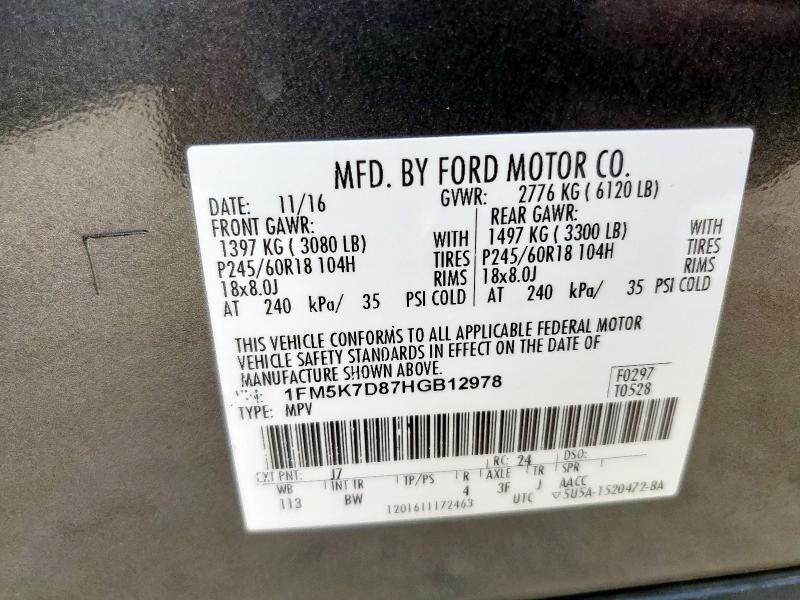 MFD. BY FORD MOTOR CO.
DATE: 11/16 GVWR: 2776 KG ( 6120 LB)
FRONT GAWR: REAR GAWR:
1397 KG ( 3080 LB) WITH 1497 KG ( 3300 LB) WITH
P245/60R18 104H TIRES P245/60R18 104H TIRES
18x8.0J RIMS 18x8.0J RIMS
AT 240 kPa/ 35 PSI COLD AT 240 kPa/ 35 PSI COLD
THIS VEHICLE CONFORMS TO ALL APPLICABLE FEDERAL MOTOR
VEHICLE SAFETY STANDARDS IN EFFECT ON THE DATE OF
MANUFACTURE SHOWN ABOVE.
1FM5K7D87HGB12978 F0297
TYPE: MPV T0528
EXT PNT: J7 RC: 24 DSO:
WB INT TR TP/PS R AXLE TR SPR
113 BW 4 3F J AACC
1201611172463 UTC ▽5U5A-1520472-BA